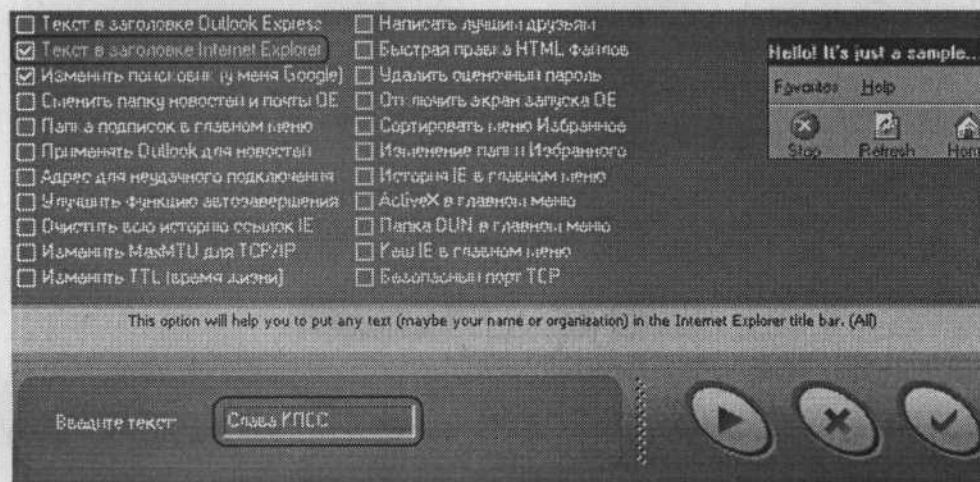 Текст в заголовке Outlook Express
Текст в заголовке Internet Explorer
Изменить поисковик (у меня Google)
Сменить папку новостей и почты OE
Папка подписок в главном меню
Применять Outlook для новостей
Адрес для неудачного подключения
Улучшить функцию автозавершения
Очистить всю историю ссылок IE
Изменить MaxMTU для TCP/IP
Изменить TTL (время жизни)
Написать лучшим друзьям
Быстрая правка HTML файлов
Удалить оценочный пароль
Отключить экран запуска OE
Сортировать меню Избранное
Изменение папки Избранного
История IE в главном меню
ActiveX в главном меню
Папка DUN в главном меню
Кэш IE в главном меню
Безопасный порт TCP
Hello! It's just a sample...
Favorites Help
Stop Refresh
This option will help you to put any text (maybe your name or organization) in the Internet Explorer title bar. (All)
Введите текст: Слава КПСС